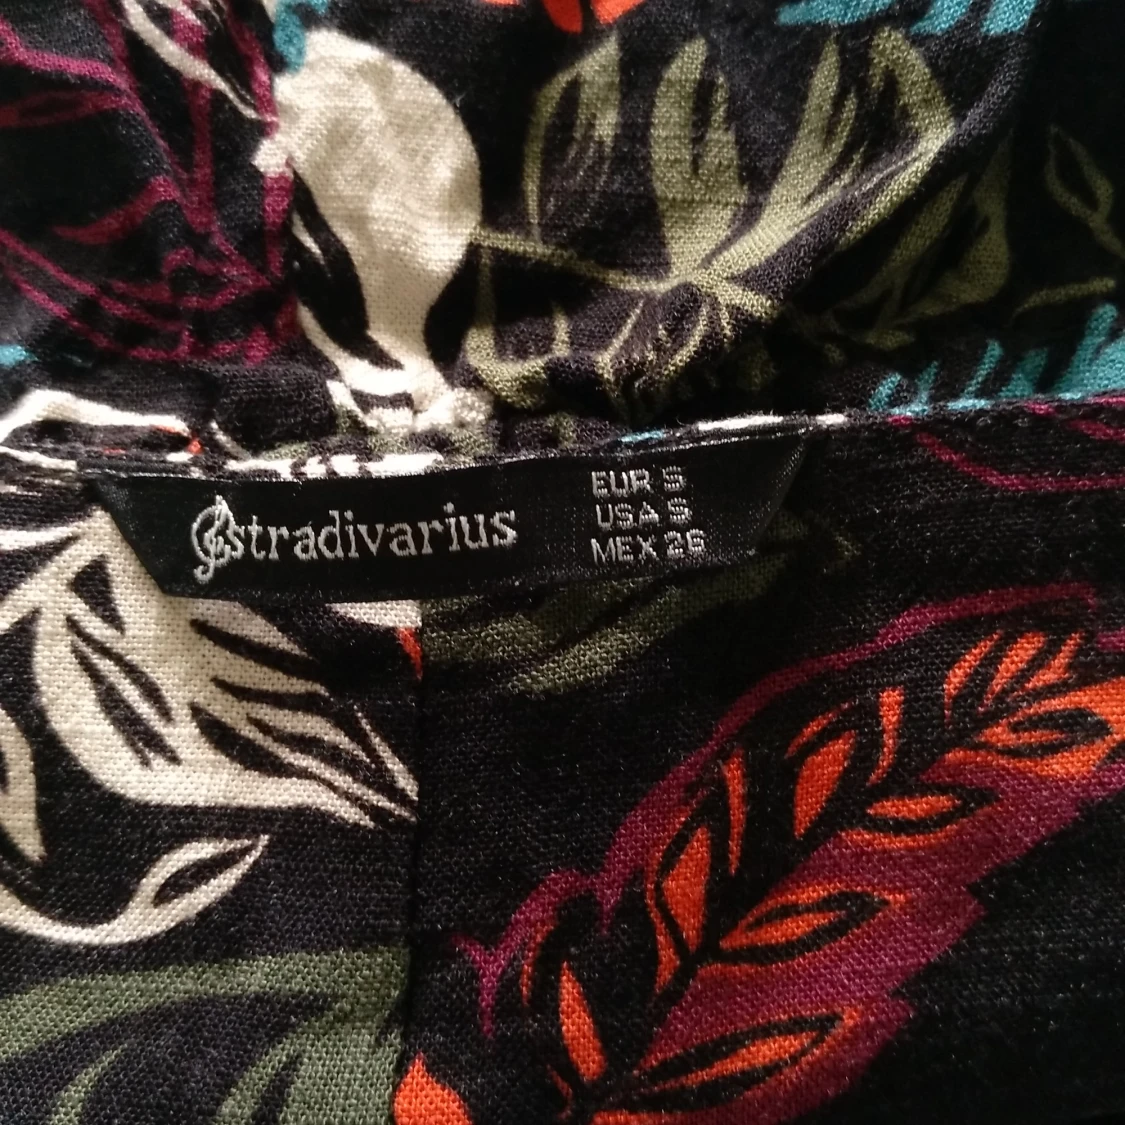 stradivarius
EUR S
USA S
MEX 26